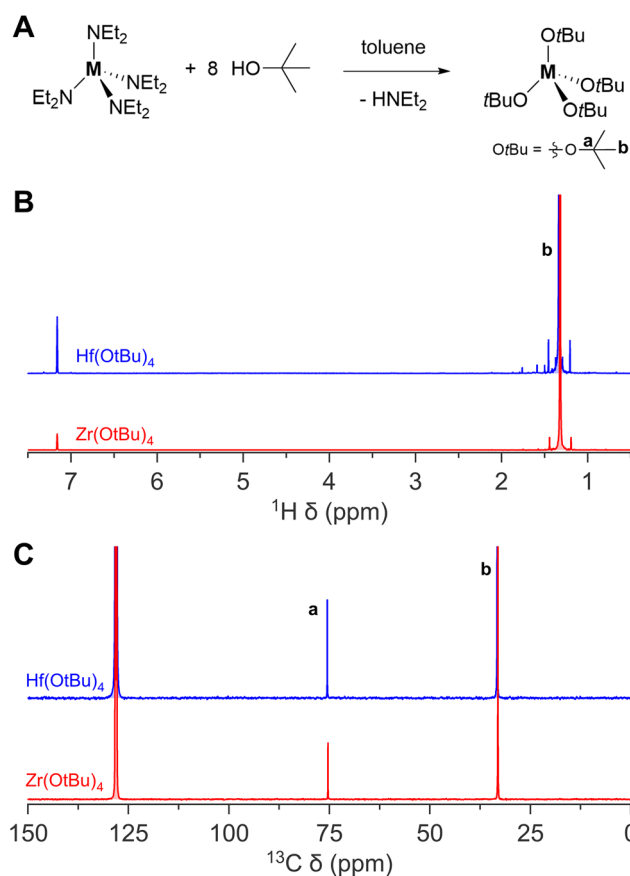 A
NEt₂
M
NEt₂
NEt₂
NEt₂
+ 8 HO
toluene
- HNEt₂
OtBu
M
OtBu
tBuO
OtBu
OtBu = O a b
B
b
Hf(OtBu)₄
Zr(OtBu)₄
7 6 5 4 3 2 1
¹H δ (ppm)
C
a
b
Hf(OtBu)₄
Zr(OtBu)₄
150 125 100 75 50 25 0
¹³C δ (ppm)